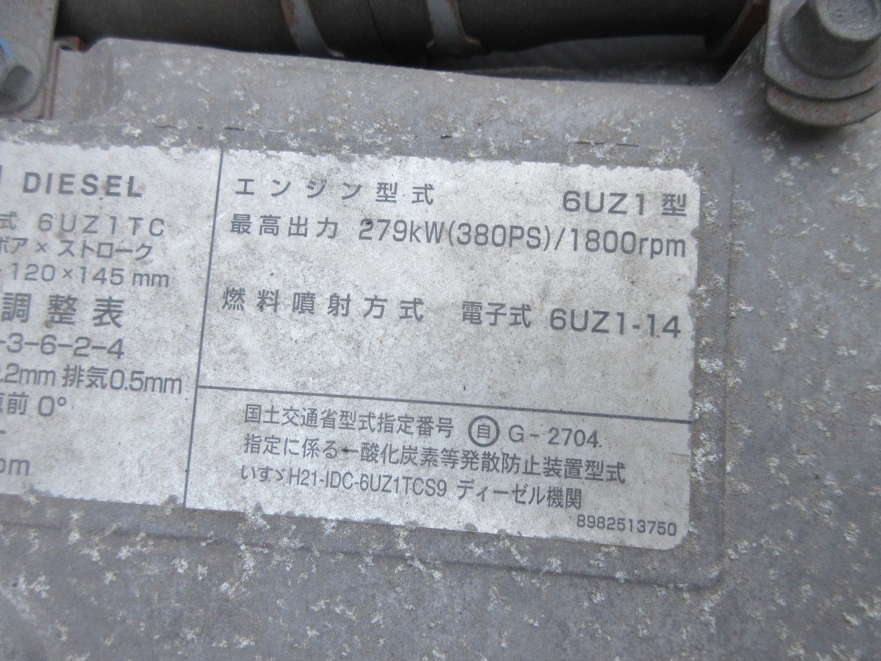 DIESEL
式 6UZ1TC
ボア×ストローク
120×145 mm
調整表
-3-6-2-4
.2mm 排気0.5mm
前 0°
エンジン型式 6UZ1型
最高出力 279kW(380PS)/1800rpm
燃料噴射方式 電子式 6UZ1-14
国土交通省型式指定番号 自 G-2704
指定に係る一酸化炭素等発散防止装置型式
いすゞH21-IDC-6UZ1TCS9 ディーゼル機関
8982513750